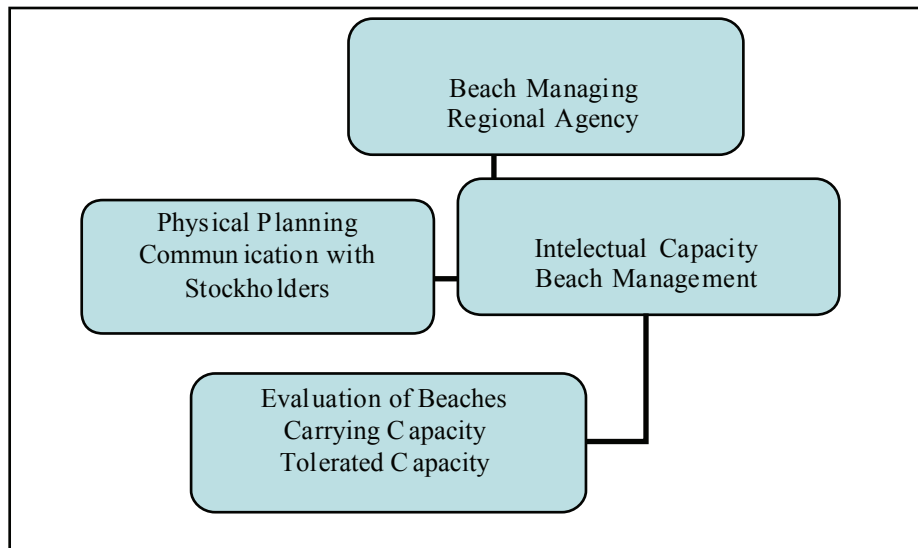 Beach Managing
Regional Agency
Physical Planning
Communication with
Stockholders
Intelectual Capacity
Beach Management
Evaluation of Beaches
Carrying Capacity
Tolerated Capacity